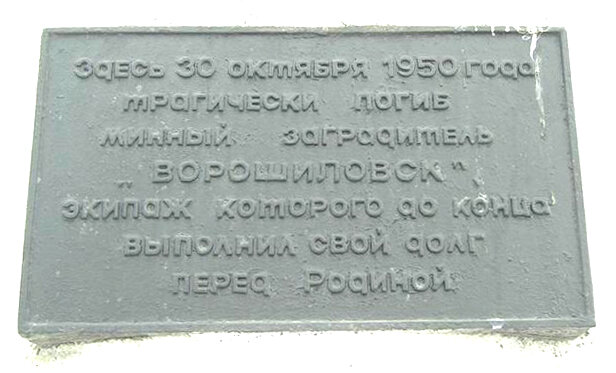 Здесь 30 октября 1950 года
трагически погиб
минный заградитель
„ВОРОШИЛОВСК",
экипаж которого до конца
выполнил свой долг
перед Родиной